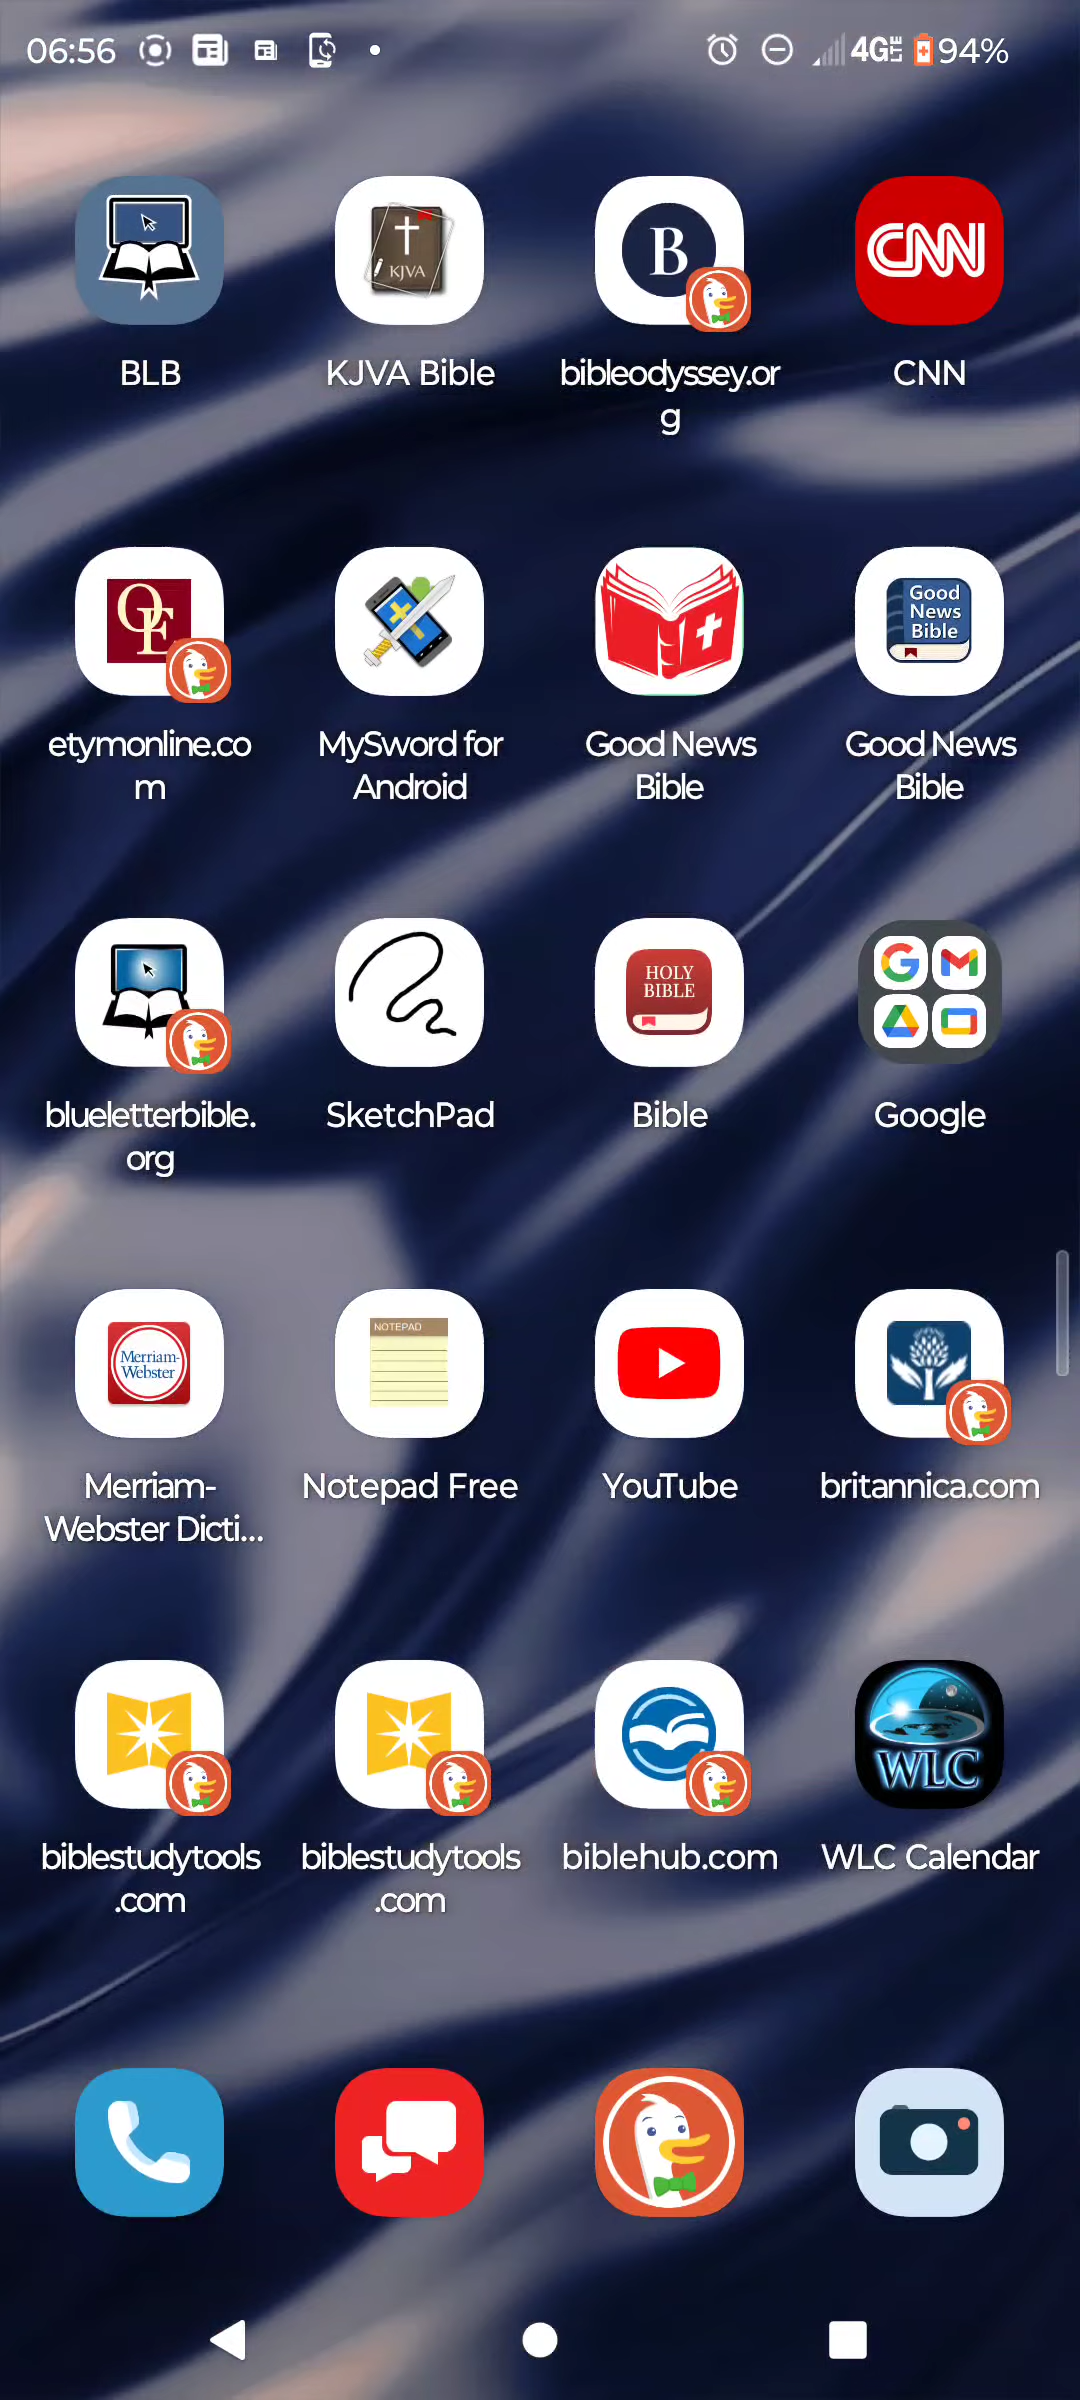 06:56 4G LTE 94%
KJVA B CNN
BLB KJVA Bible bibleodyssey.or CNN
g
OE Good
News
Bible
etymonline.co MySword for Good News Good News
m Android Bible Bible
HOLY
BIBLE
blueletterbible. SketchPad Bible Google
org
NOTEPAD
Merriam-
Webster
Merriam- Notepad Free YouTube britannica.com
Webster Dicti...
WLC
biblestudytools biblestudytools biblehub.com WLC Calendar
.com .com